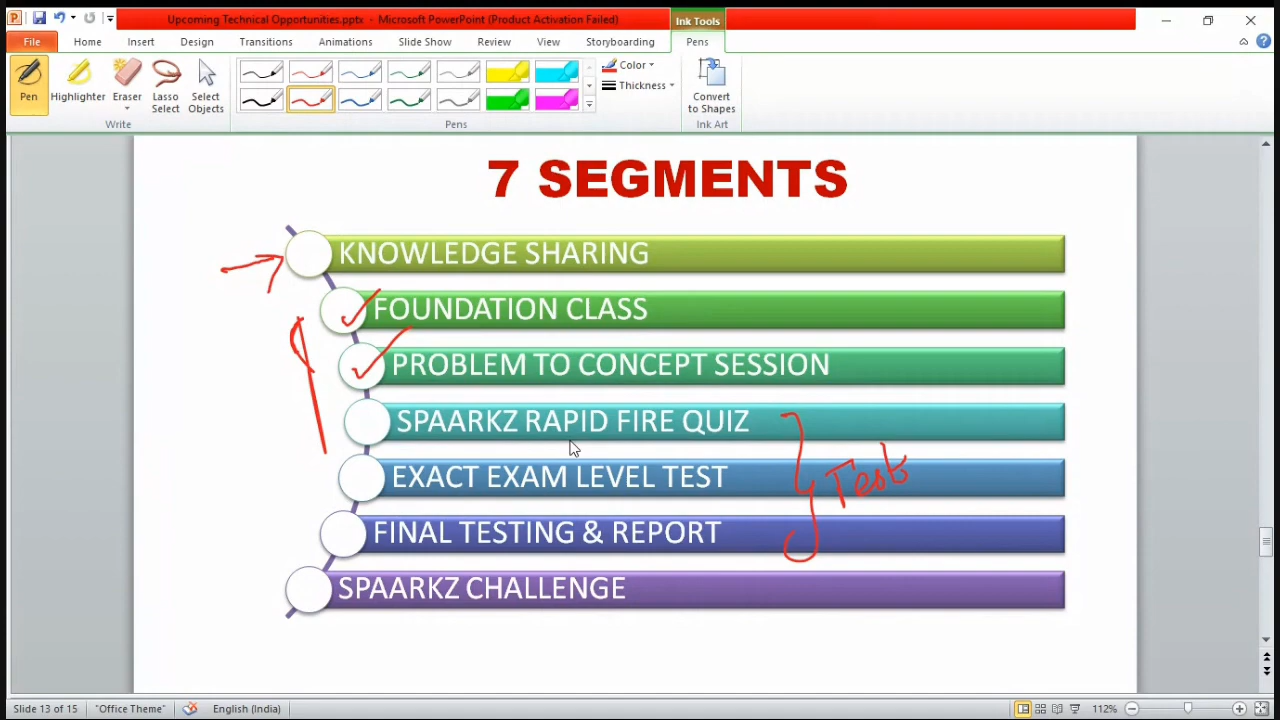 Upcoming Technical Opportunities.pptx - Microsoft PowerPoint (Product Activation Failed)
Ink Tools
File Home Insert Design Transitions Animations Slide Show Review View Storyboarding Pens
Pen Highlighter Eraser Lasso Select Select Objects Color Thickness Convert to Shapes
Write Pens Ink Art
7 SEGMENTS
KNOWLEDGE SHARING
FOUNDATION CLASS
PROBLEM TO CONCEPT SESSION
SPAARKZ RAPID FIRE QUIZ
EXACT EXAM LEVEL TEST
Test
FINAL TESTING & REPORT
SPAARKZ CHALLENGE
Slide 13 of 15 "Office Theme" English (India) 112%